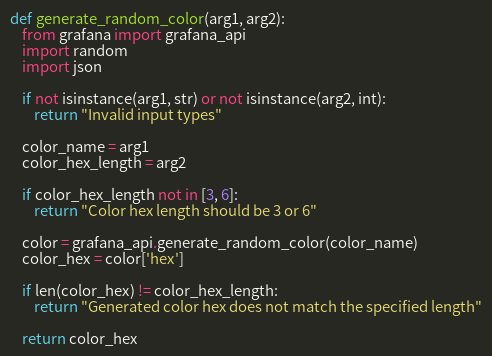 def generate_random_color(arg1, arg2):
    from grafana import grafana_api
    import random
    import json

    if not isinstance(arg1, str) or not isinstance(arg2, int):
        return "Invalid input types"

    color_name = arg1
    color_hex_length = arg2

    if color_hex_length not in [3, 6]:
        return "Color hex length should be 3 or 6"

    color = grafana_api.generate_random_color(color_name)
    color_hex = color['hex']

    if len(color_hex) != color_hex_length:
        return "Generated color hex does not match the specified length"

    return color_hex